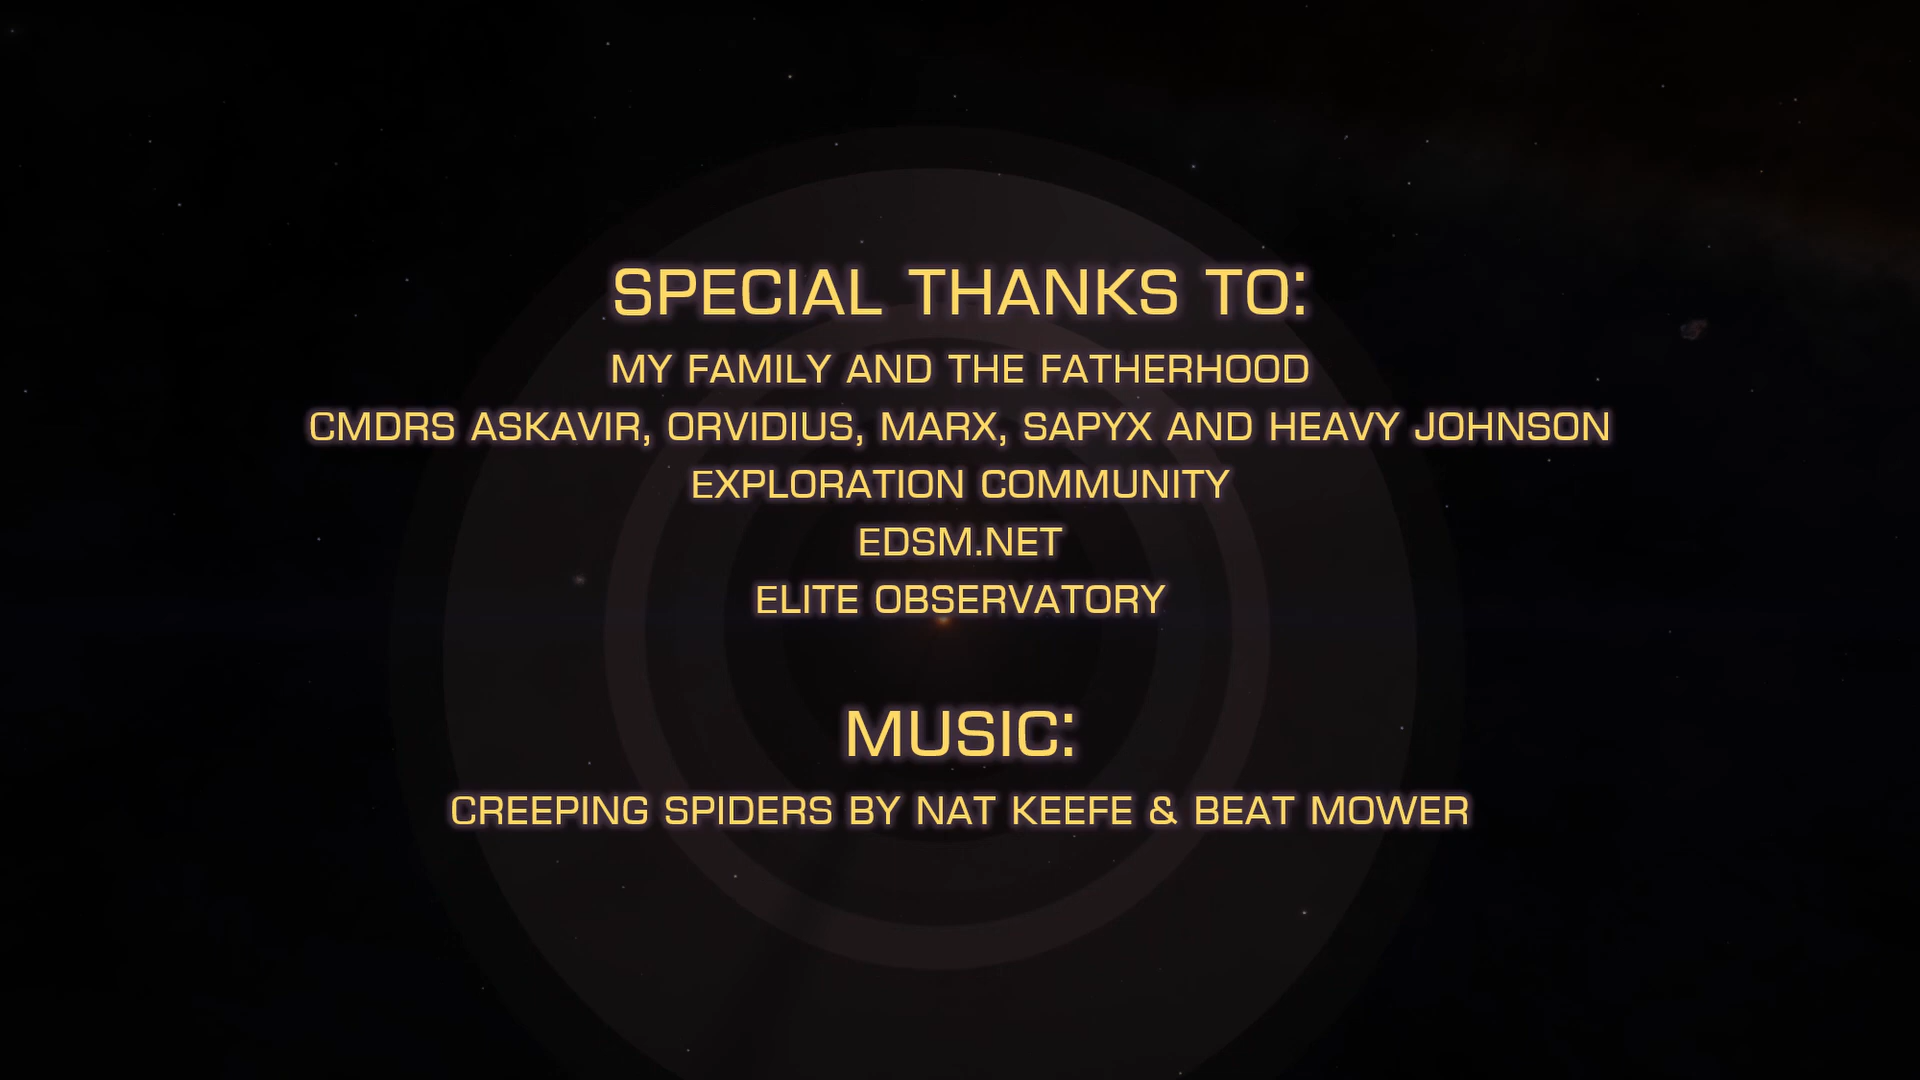 SPECIAL THANKS TO:
MY FAMILY AND THE FATHERHOOD
CMDRS ASKAVIR, ORVIDIUS, MARX, SAPYX AND HEAVY JOHNSON
EXPLORATION COMMUNITY
EDSM.NET
ELITE OBSERVATORY
MUSIC:
CREEPING SPIDERS BY NAT KEEFE & BEAT MOWER